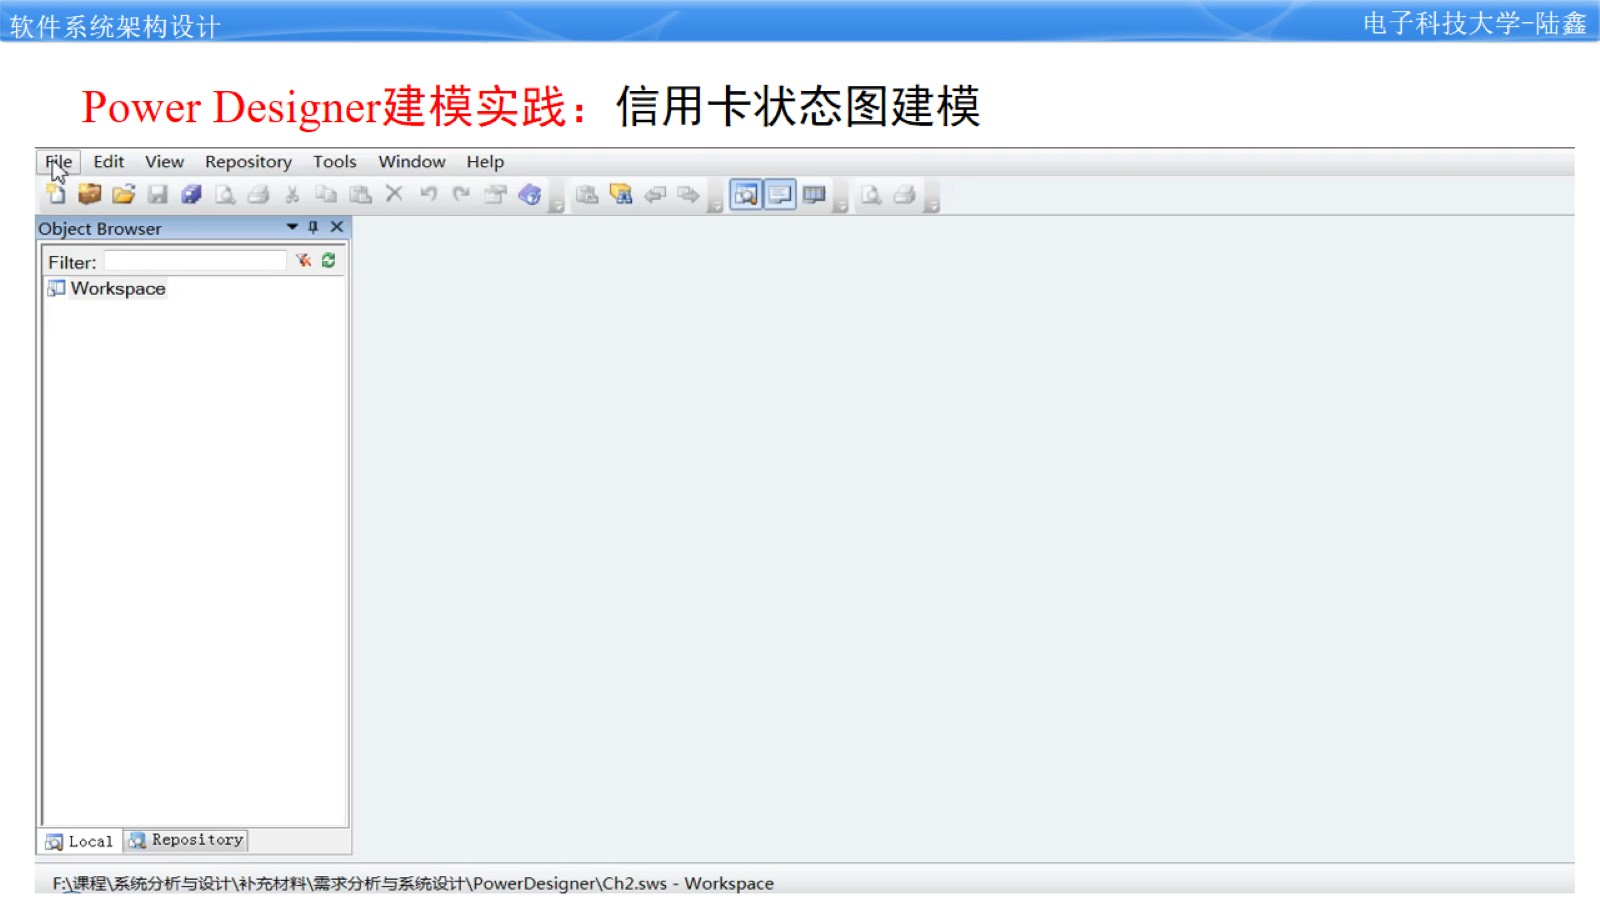 软件系统架构设计
电子科技大学-陆鑫
Power Designer建模实践：信用卡状态图建模
File Edit View Repository Tools Window Help
Object Browser
Filter:
Workspace
Local Repository
F:\课程\系统分析与设计\补充材料\需求分析与系统设计\PowerDesigner\Ch2.sws - Workspace